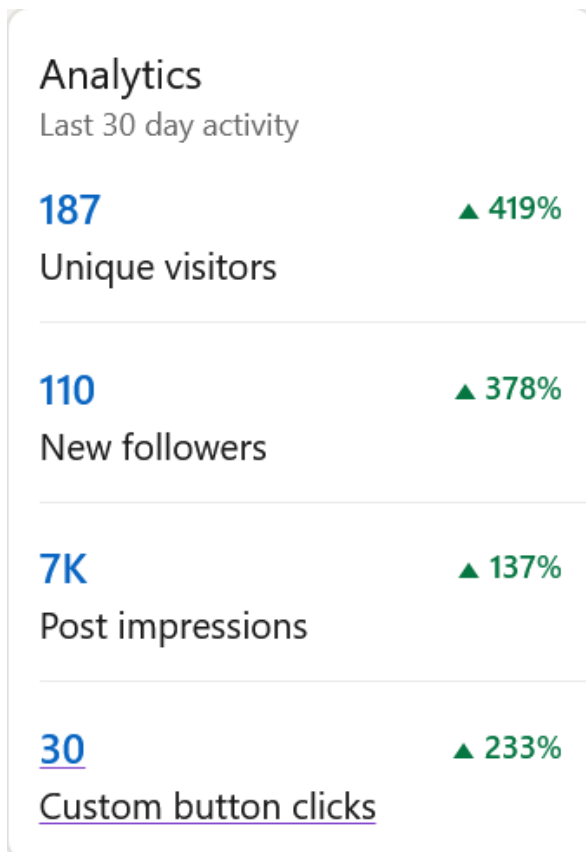 Analytics
Last 30 day activity
187 ▲ 419%
Unique visitors
110 ▲ 378%
New followers
7K ▲ 137%
Post impressions
30 ▲ 233%
Custom button clicks